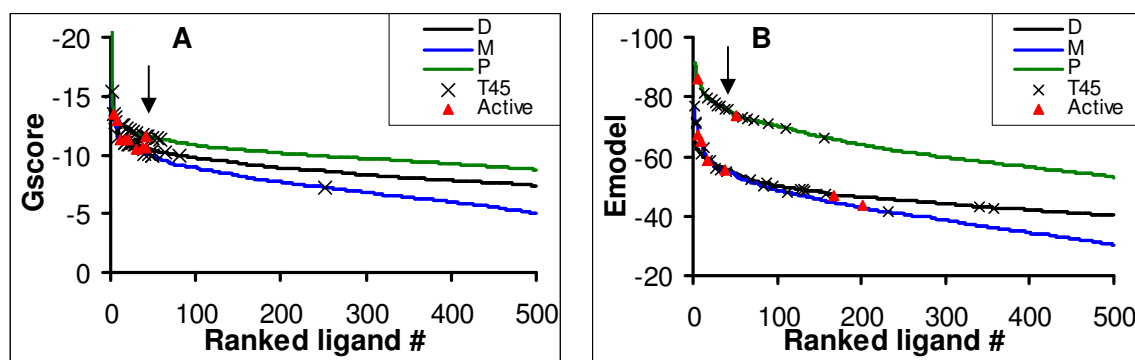 A
D
M
P
T45
Active
-20
-15
-10
-5
0
Gscore
0 100 200 300 400 500
Ranked ligand #
B
D
M
P
T45
Active
-100
-80
-60
-40
-20
Emodel
0 100 200 300 400 500
Ranked ligand #